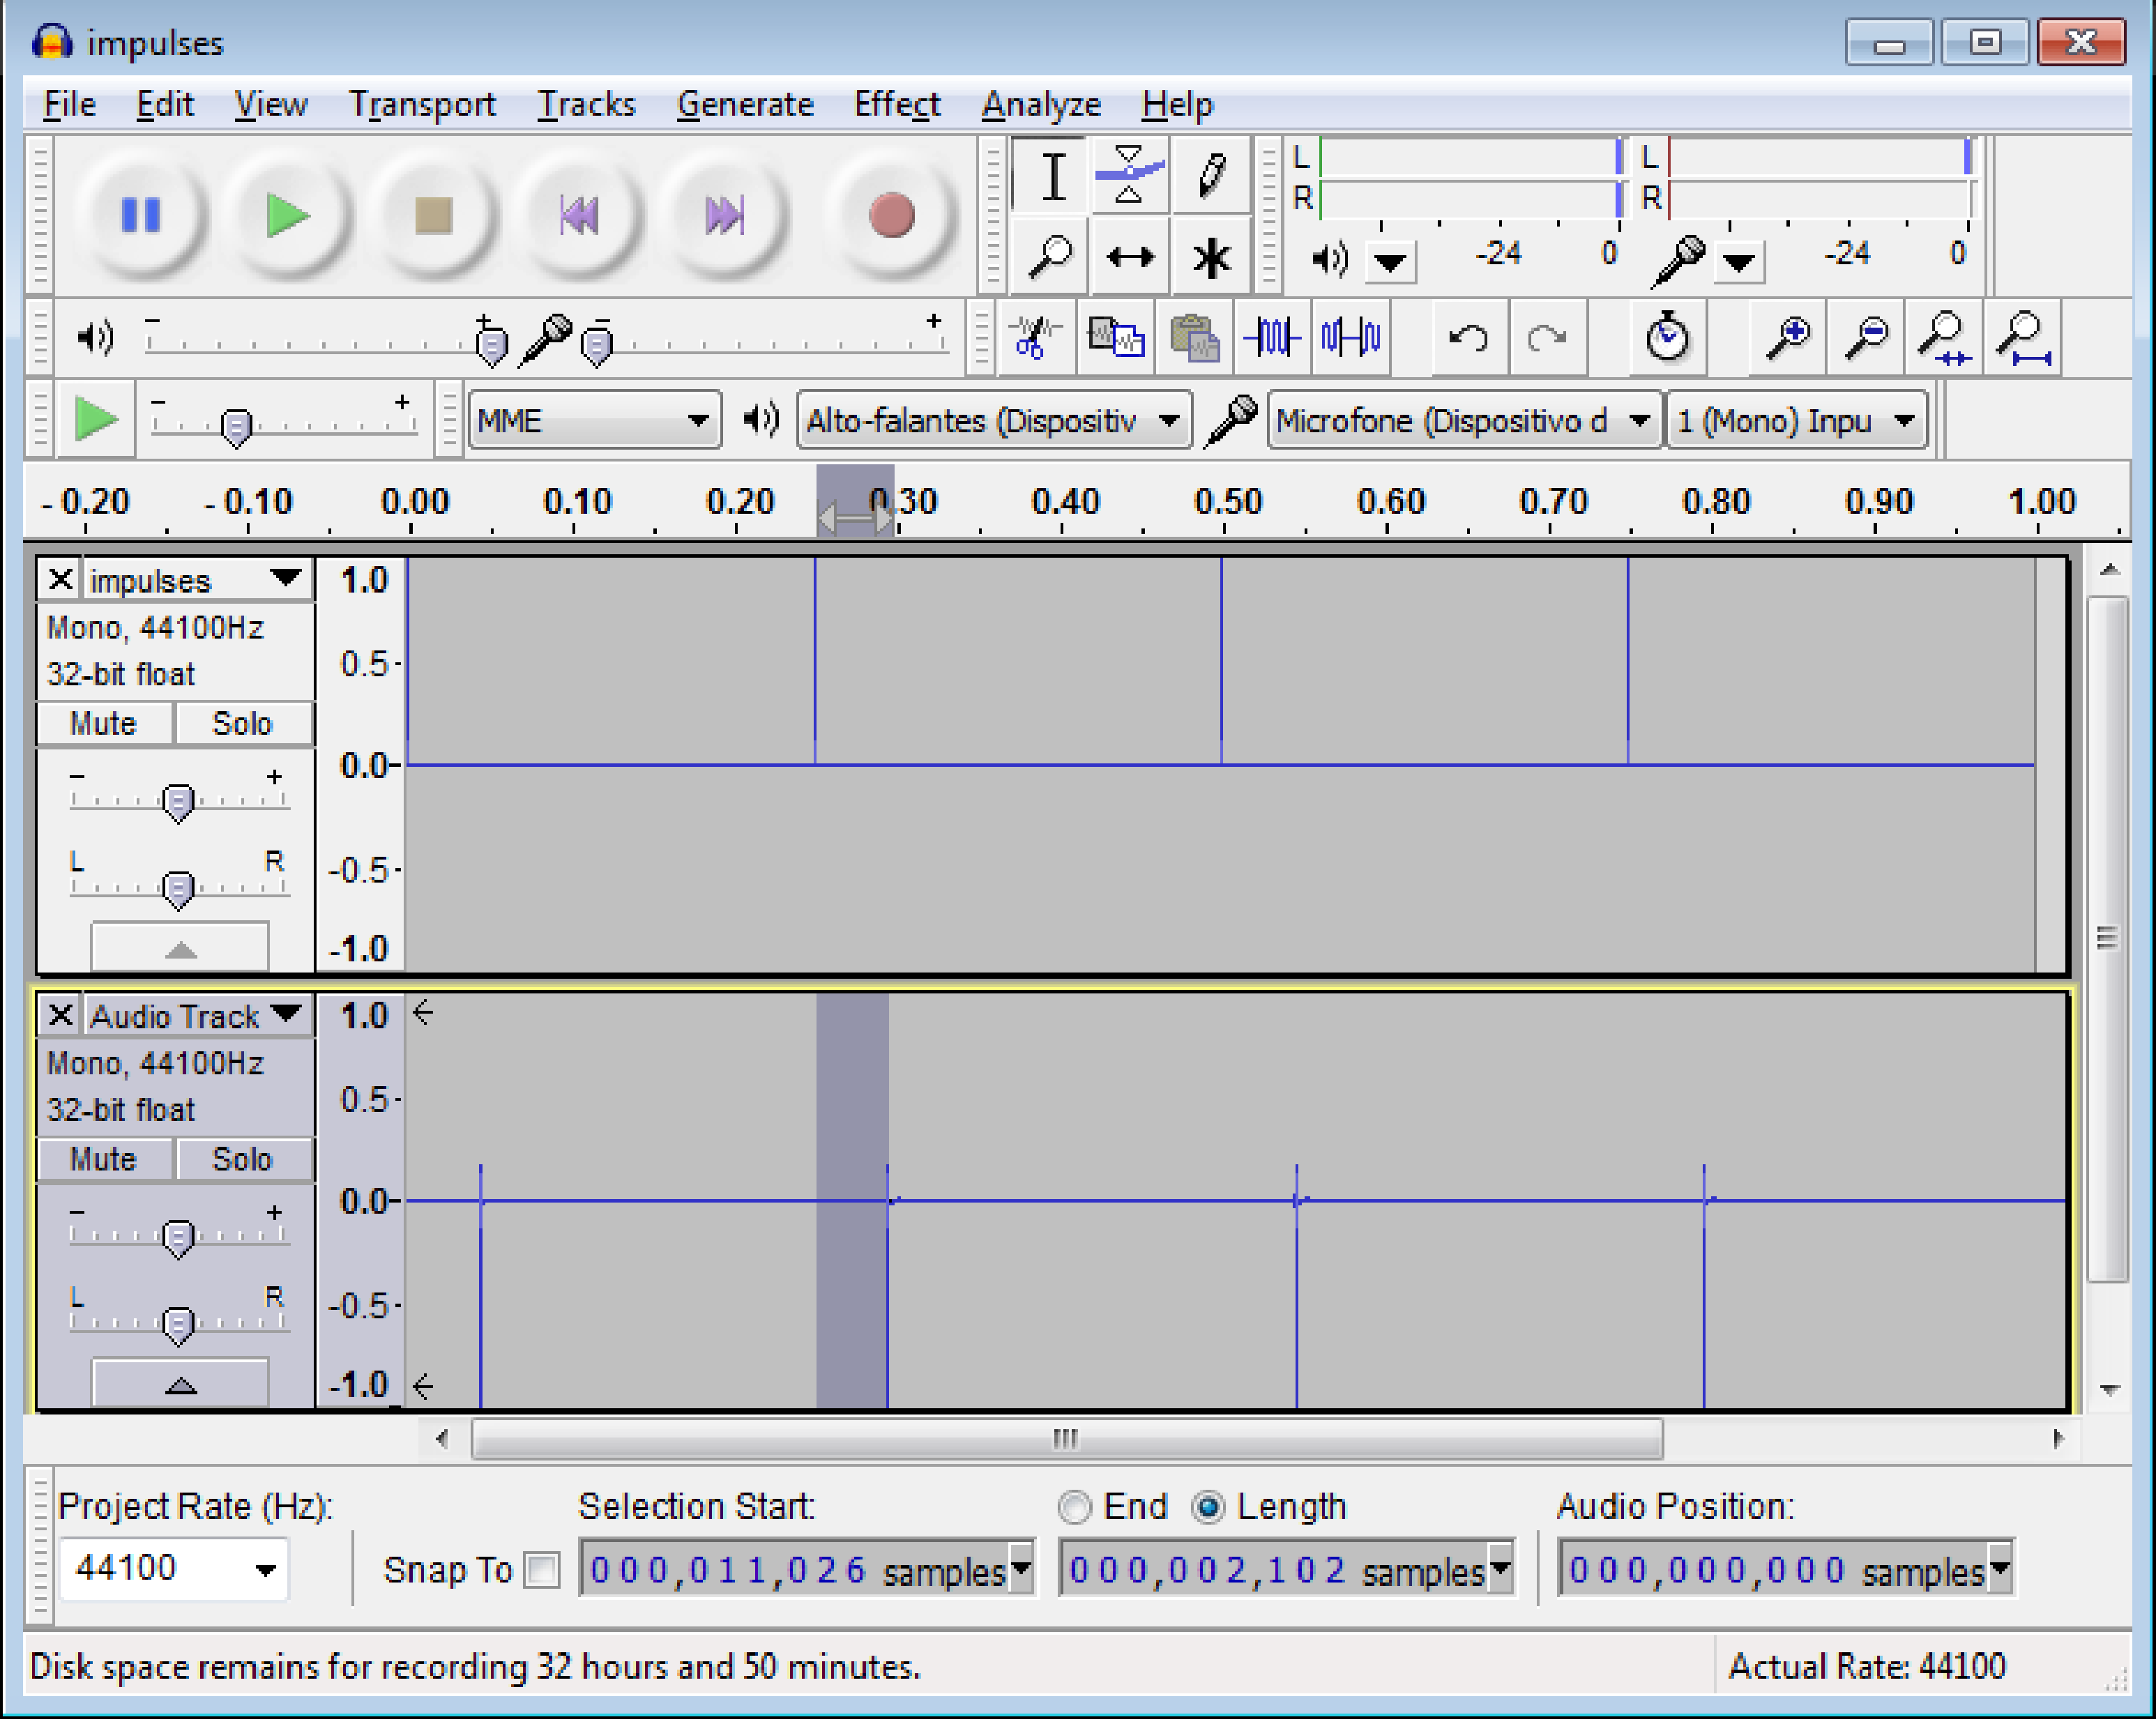 impulses
File Edit View Transport Tracks Generate Effect Analyze Help
L L
R R
-24 0 -24 0
- + - +
- + MME Alto-falantes (Dispositiv Microfone (Dispositivo d 1 (Mono) Inpu
- 0.20 - 0.10 0.00 0.10 0.20 0.30 0.40 0.50 0.60 0.70 0.80 0.90 1.00
X impulses 1.0
Mono, 44100Hz
32-bit float 0.5
Mute Solo
0.0
- +
L R -0.5
-1.0
X Audio Track 1.0
Mono, 44100Hz
32-bit float 0.5
Mute Solo
0.0
- +
L R -0.5
-1.0
Project Rate (Hz): Selection Start: End Length Audio Position:
44100 Snap To 000,011,026 samples 000,002,102 samples 000,000,000 samples
Disk space remains for recording 32 hours and 50 minutes. Actual Rate: 44100